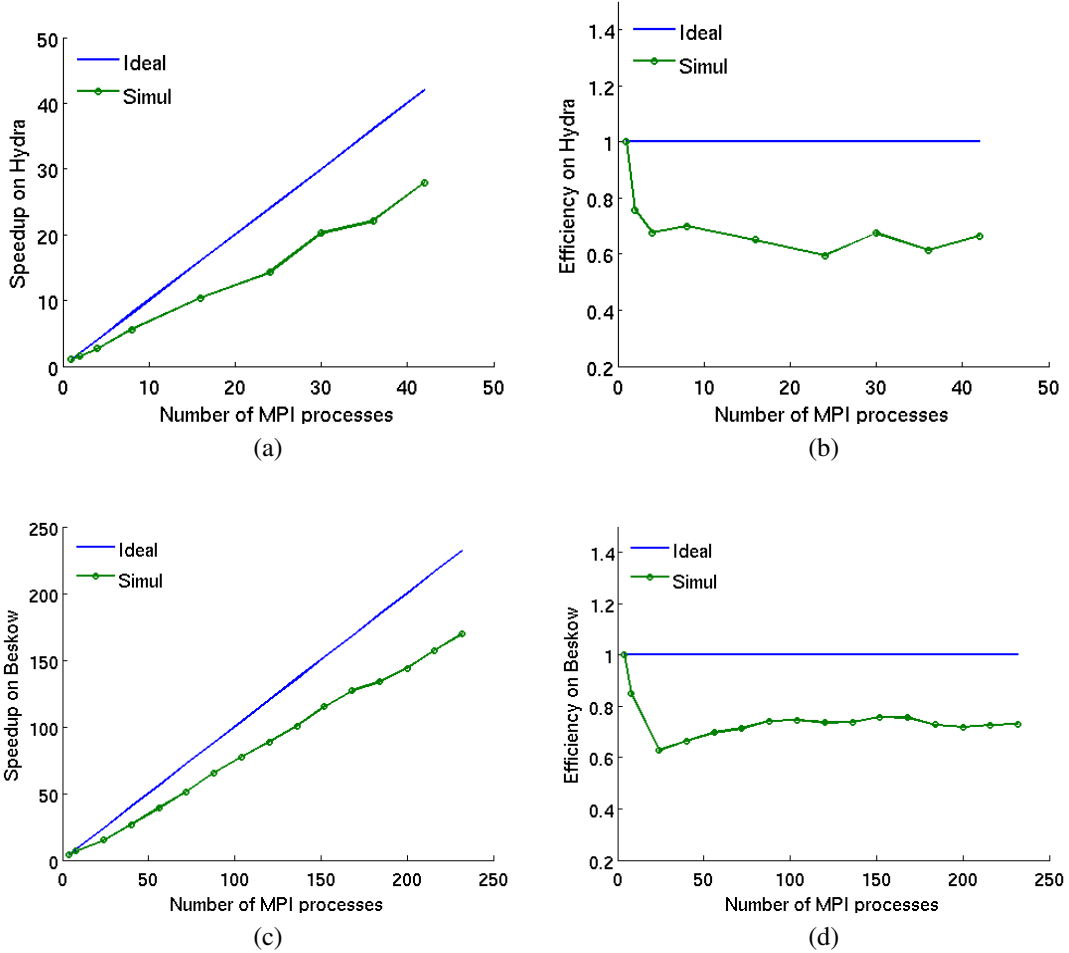 50
40
30
20
10
0
0 10 20 30 40 50
Speedup on Hydra
Number of MPI processes
Ideal
Simul
(a)
1.4
1.2
1
0.8
0.6
0.4
0.2
0 10 20 30 40 50
Efficiency on Hydra
Number of MPI processes
Ideal
Simul
(b)
250
200
150
100
50
0
0 50 100 150 200 250
Speedup on Beskow
Number of MPI processes
Ideal
Simul
(c)
1.4
1.2
1
0.8
0.6
0.4
0.2
0 50 100 150 200 250
Efficiency on Beskow
Number of MPI processes
Ideal
Simul
(d)